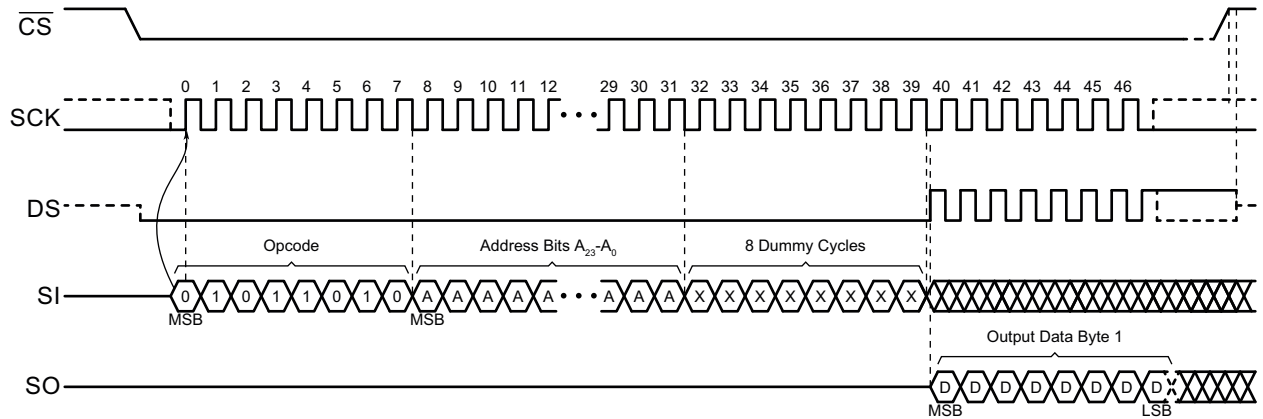 CS
0 1 2 3 4 5 6 7 8 9 10 11 12 29 30 31 32 33 34 35 36 37 38 39 40 41 42 43 44 45 46
SCK
DS
Opcode Address Bits A23-A0 8 Dummy Cycles
SI 0 1 0 1 1 0 1 0 A A A A A A A A X X X X X X X X
MSB MSB
Output Data Byte 1
SO D D D D D D D D
MSB LSB